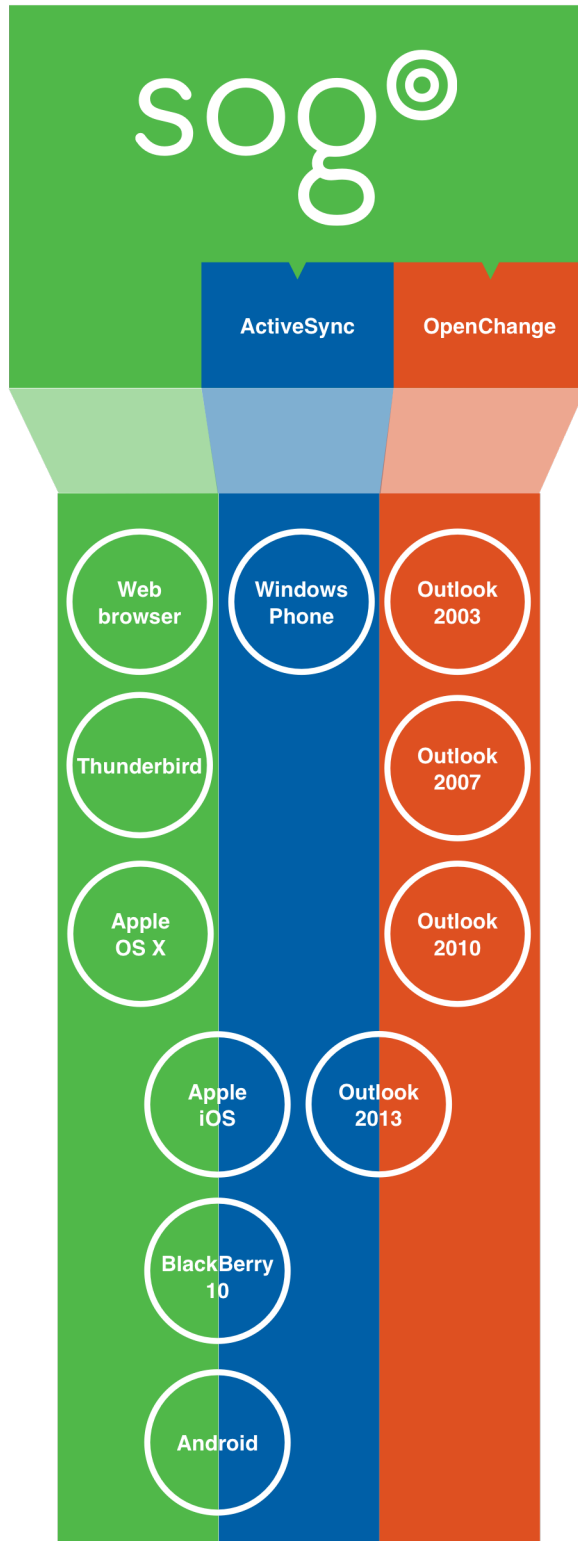 sogo
ActiveSync
OpenChange
Web
browser
Windows
Phone
Outlook
2003
Thunderbird
Outlook
2007
Apple
OS X
Outlook
2010
Apple
iOS
Outlook
2013
BlackBerry
10
Android